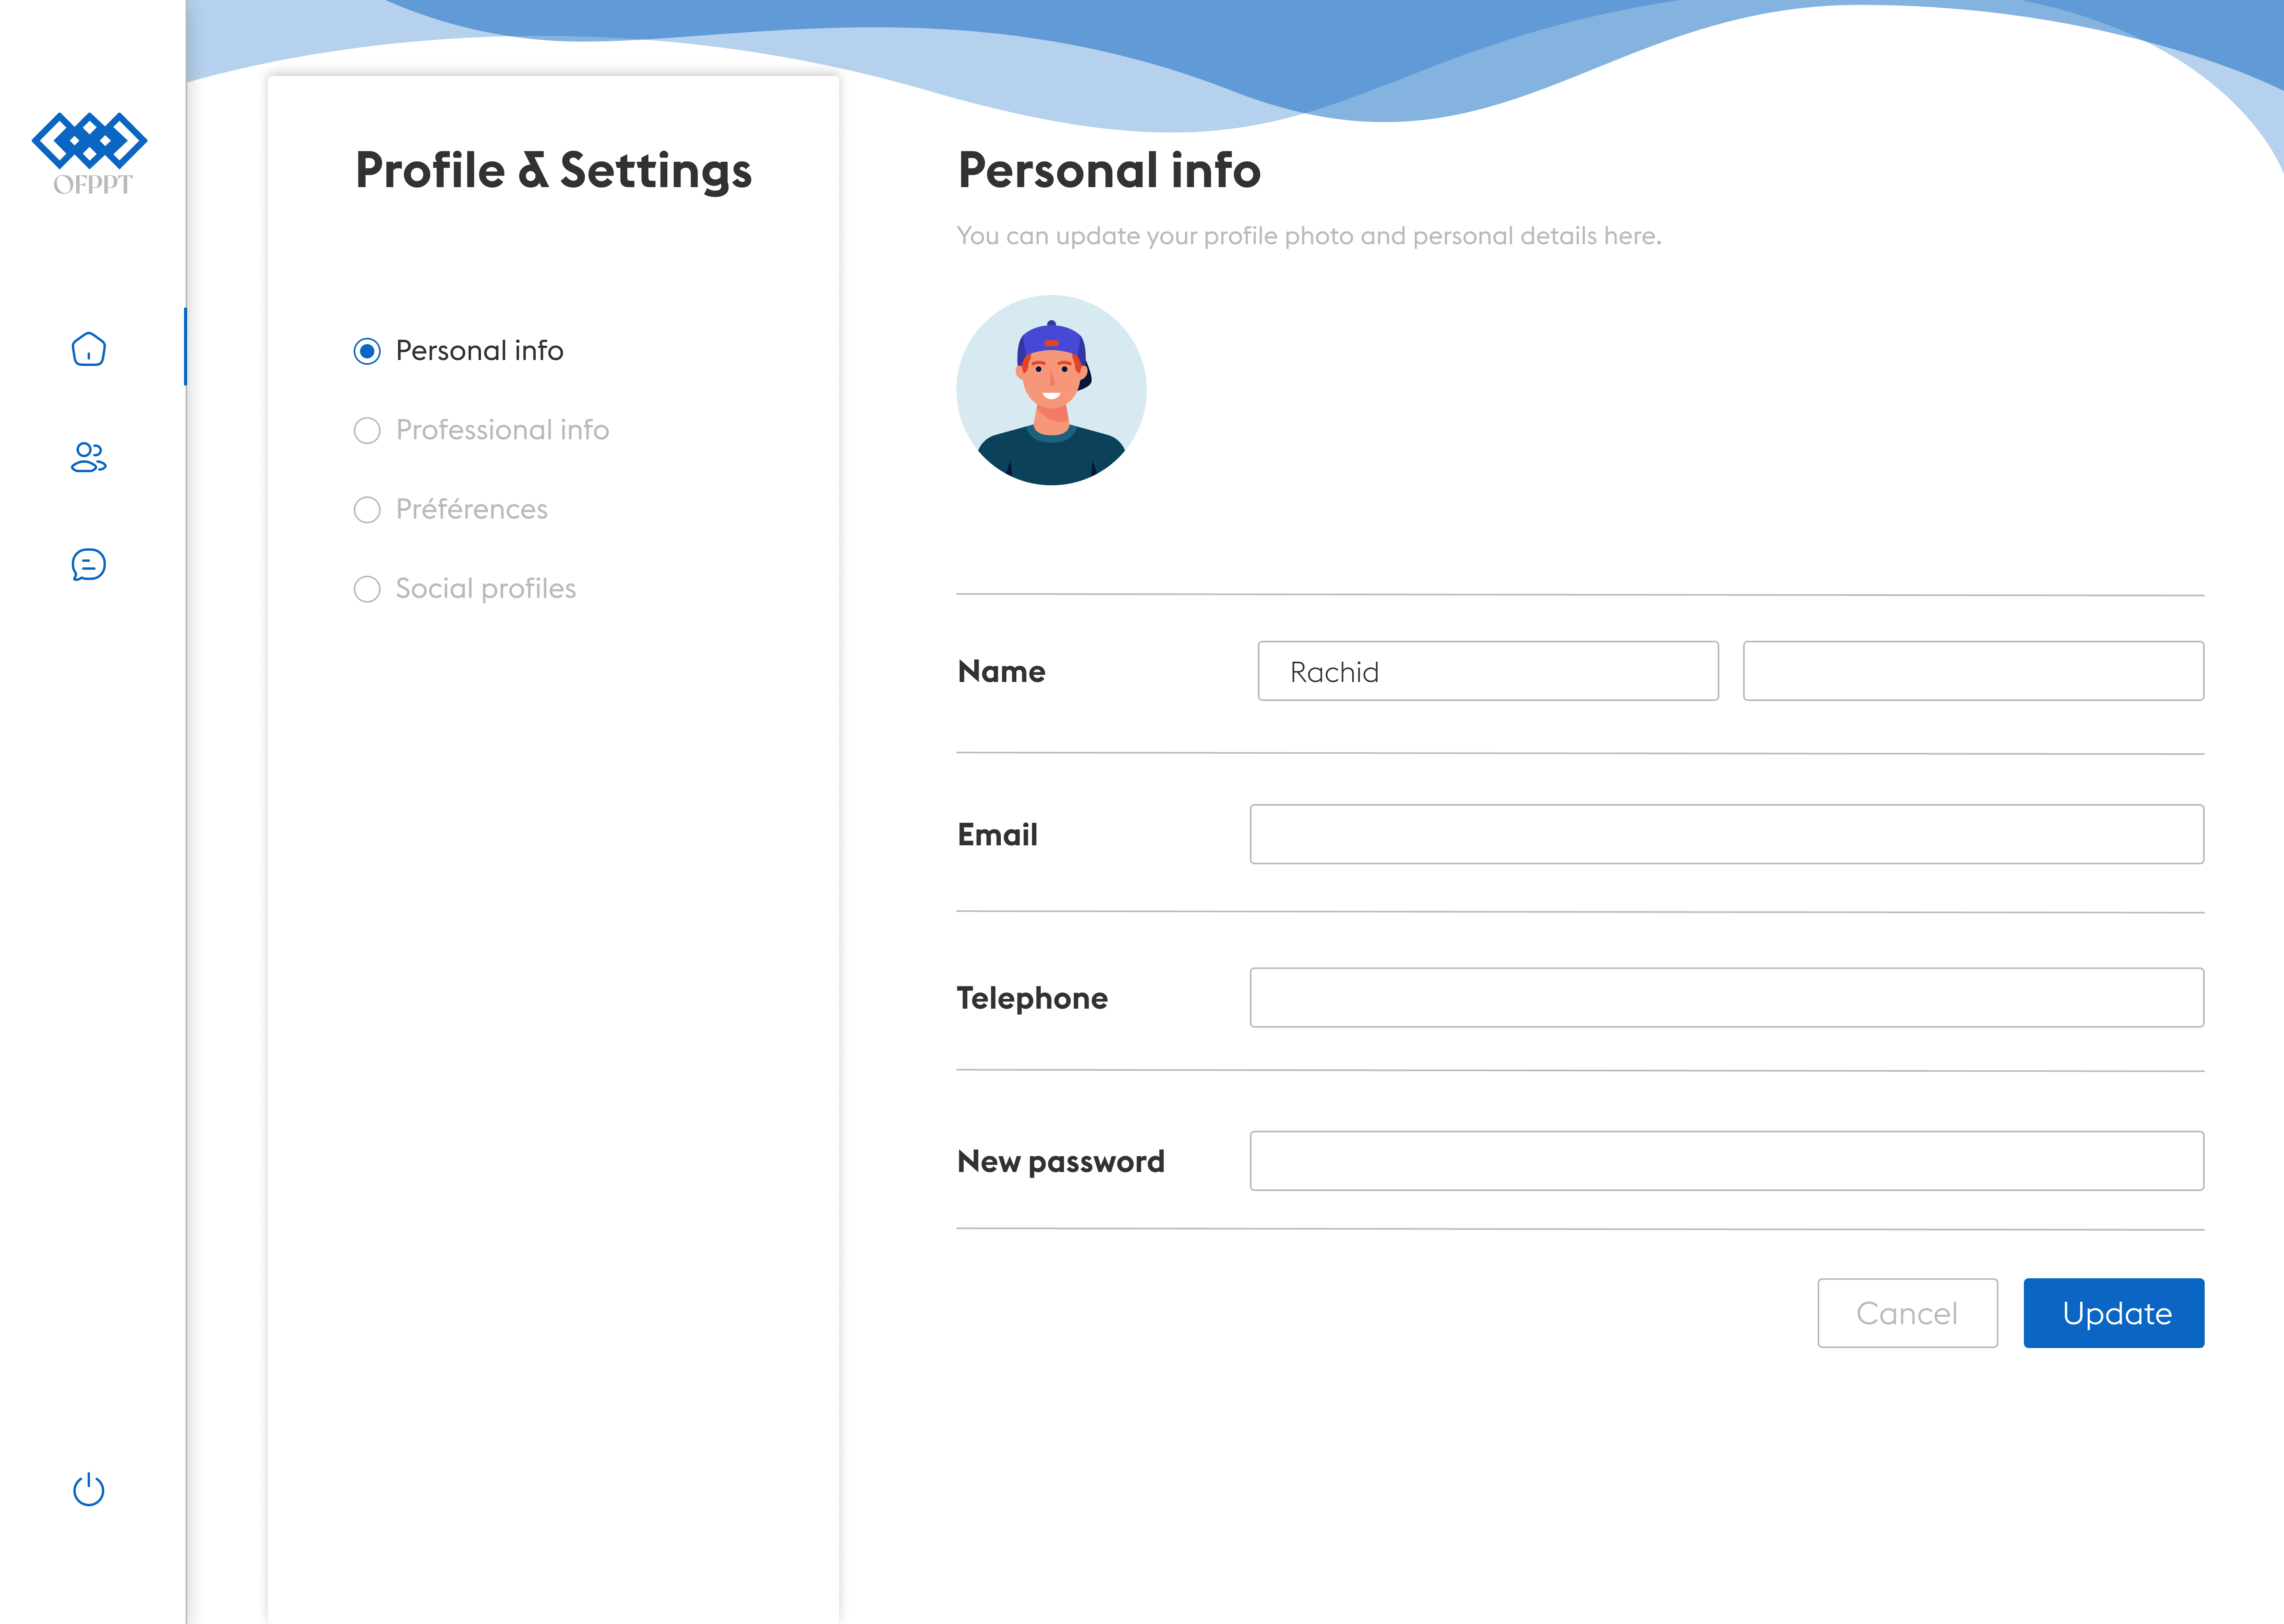 OFPPT
Profile & Settings
Personal info
Professional info
Préférences
Social profiles
Personal info
You can update your profile photo and personal details here.
Name
Rachid
Email
Telephone
New password
Cancel
Update